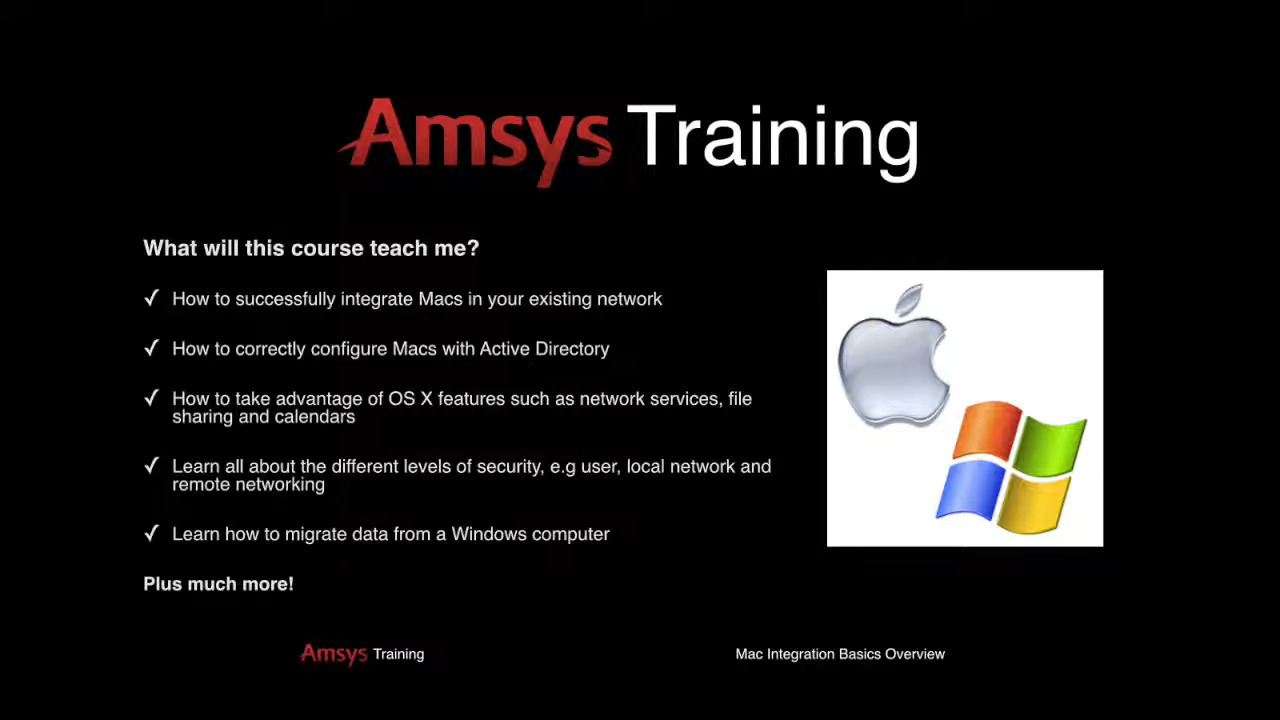 Amsys Training
What will this course teach me?
✓ How to successfully integrate Macs in your existing network
✓ How to correctly configure Macs with Active Directory
✓ How to take advantage of OS X features such as network services, file
sharing and calendars
✓ Learn all about the different levels of security, e.g user, local network and
remote networking
✓ Learn how to migrate data from a Windows computer
Plus much more!
Amsys Training
Mac Integration Basics Overview